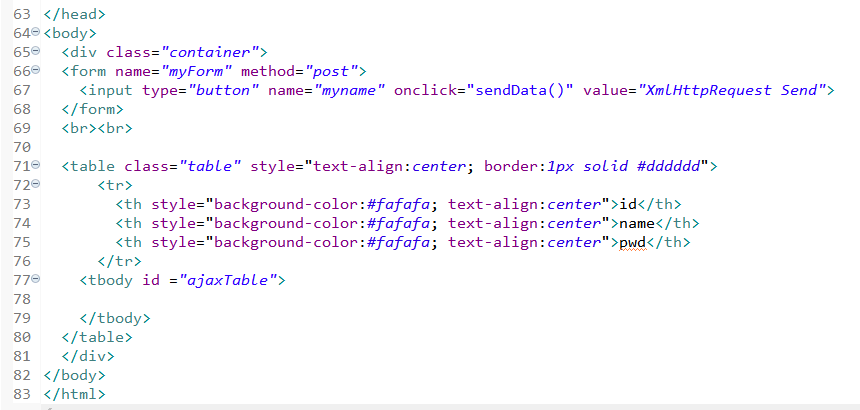 63 </head>
64 <body>
65   <div class="container">
66   <form name="myForm" method="post">
67     <input type="button" name="myname" onclick="sendData()" value="XmlHttpRequest Send">
68   </form>
69   <br><br>
70
71   <table class="table" style="text-align:center; border:1px solid #dddddd">
72       <tr>
73         <th style="background-color:#fafafa; text-align:center">id</th>
74         <th style="background-color:#fafafa; text-align:center">name</th>
75         <th style="background-color:#fafafa; text-align:center">pwd</th>
76       </tr>
77     <tbody id ="ajaxTable">
78
79     </tbody>
80   </table>
81   </div>
82 </body>
83 </html>